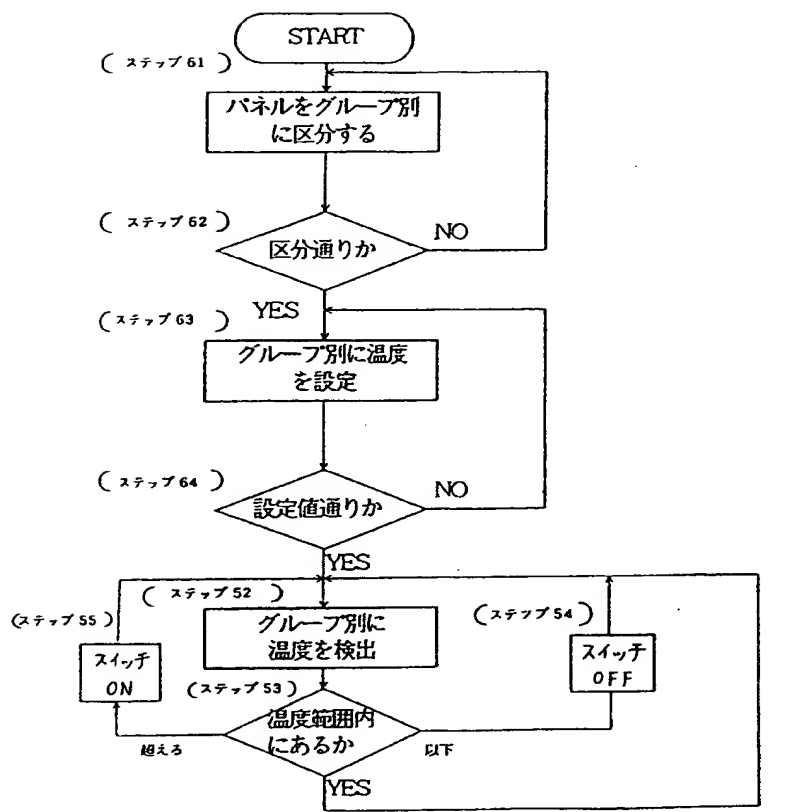 START
( ステップ 61 )
パネルをグループ別
に区分する
( ステップ 62 )
区分通りか
NO
YES
( ステップ 63 )
グループ別に温度
を設定
( ステップ 64 )
設定値通りか
NO
YES
( ステップ 52 )
(ステップ 55)
(ステップ 54)
グループ別に
温度を検出
スイッチ
ON
スイッチ
OFF
(ステップ 53)
温度範囲内
にあるか
超える
以下
YES